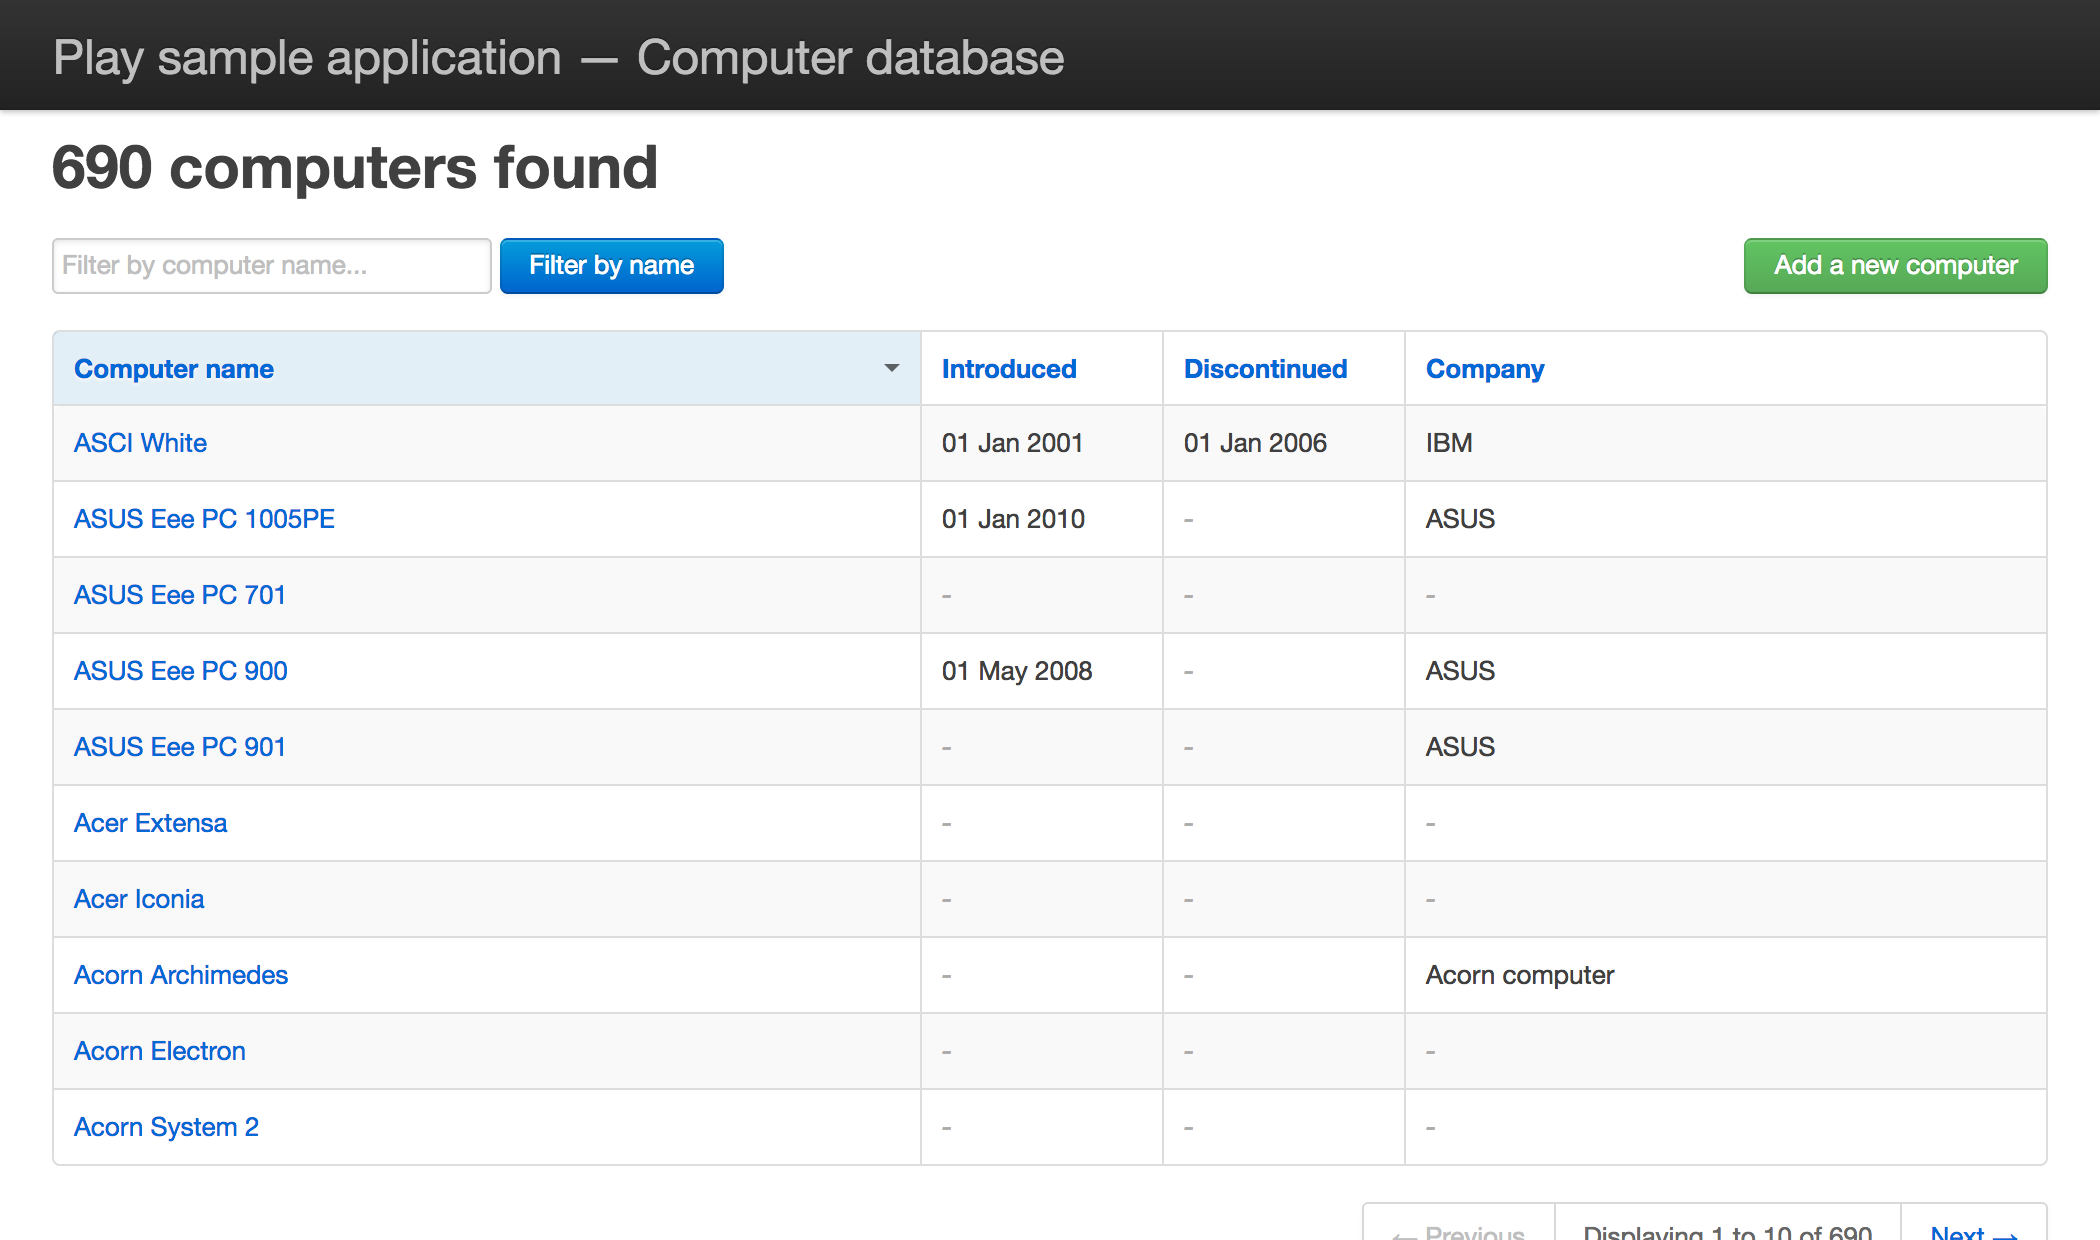 Play sample application — Computer database
690 computers found
Filter by computer name... Filter by name Add a new computer
Computer name Introduced Discontinued Company
ASCI White 01 Jan 2001 01 Jan 2006 IBM
ASUS Eee PC 1005PE 01 Jan 2010 - ASUS
ASUS Eee PC 701 - - -
ASUS Eee PC 900 01 May 2008 - ASUS
ASUS Eee PC 901 - - ASUS
Acer Extensa - - -
Acer Iconia - - -
Acorn Archimedes - - Acorn computer
Acorn Electron - - -
Acorn System 2 - - -
← Previous Displaying 1 to 10 of 690 Next →